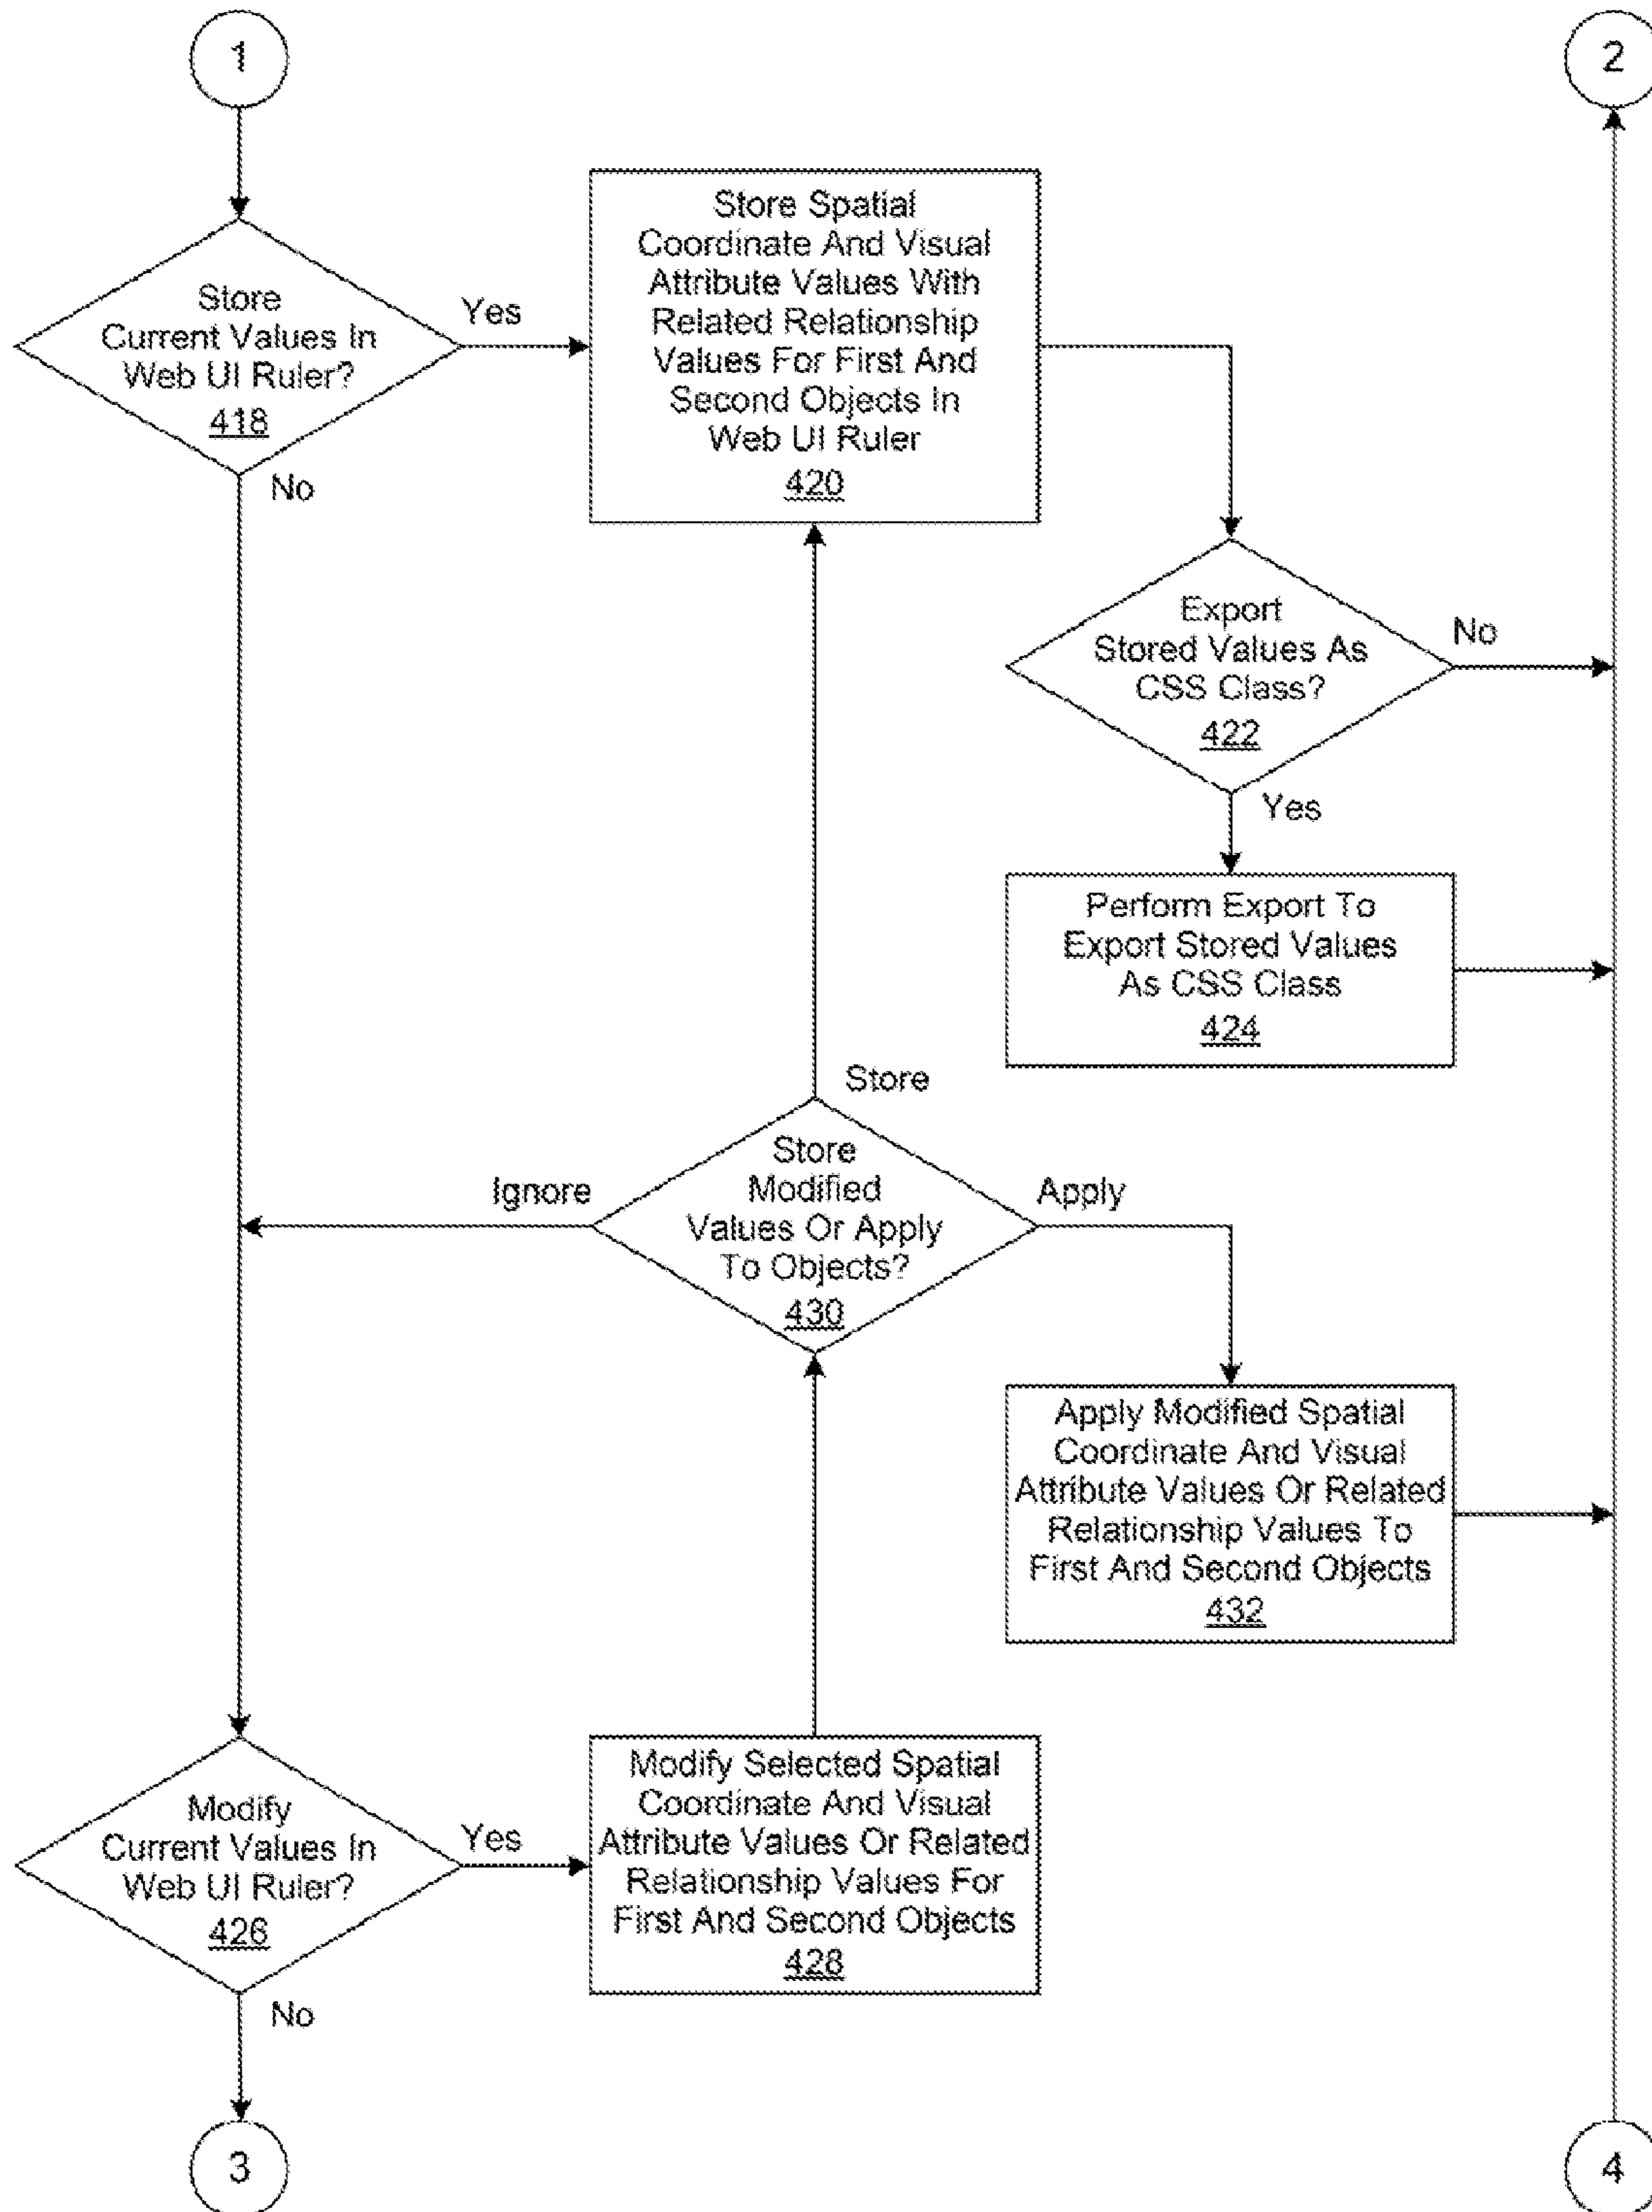 1
2
Store
Current Values In
Web UI Ruler?
418
Yes
No
Store Spatial
Coordinate And Visual
Attribute Values With
Related Relationship
Values For First And
Second Objects In
Web UI Ruler
420
Export
Stored Values As
CSS Class?
422
No
Yes
Perform Export To
Export Stored Values
As CSS Class
424
Store
Store
Modified
Values Or Apply
To Objects?
430
Ignore
Apply
Apply Modified Spatial
Coordinate And Visual
Attribute Values Or Related
Relationship Values To
First And Second Objects
432
Modify
Current Values In
Web UI Ruler?
426
Yes
No
Modify Selected Spatial
Coordinate And Visual
Attribute Values Or Related
Relationship Values For
First And Second Objects
428
3
4